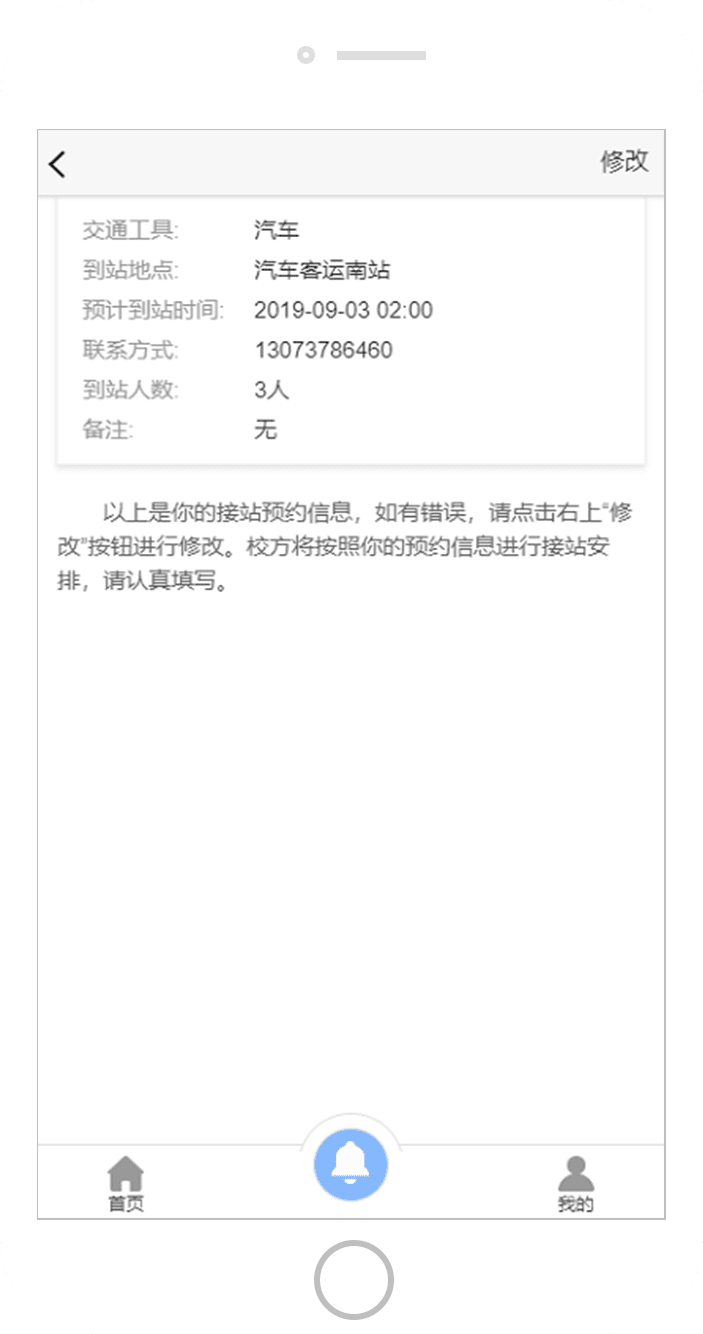 修改
交通工具: 汽车
到站地点: 汽车客运南站
预计到站时间: 2019-09-03 02:00
联系方式: 13073786460
到站人数: 3人
备注: 无
以上是你的接站预约信息，如有错误，请点击右上“修
改”按钮进行修改。校方将按照你的预约信息进行接站安
排，请认真填写。
首页 我的